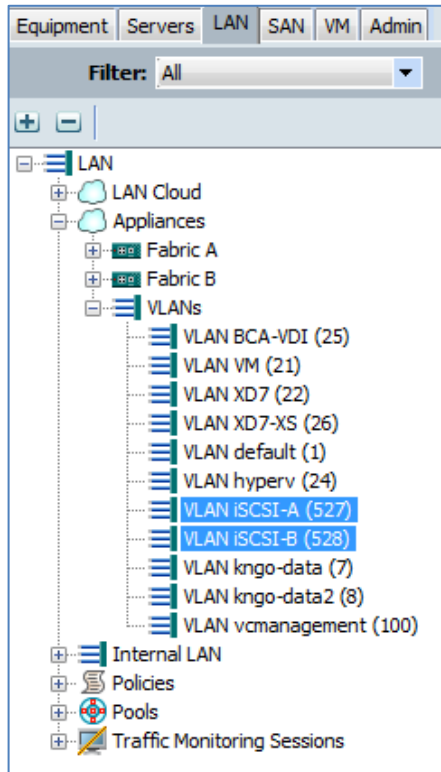 Equipment Servers LAN SAN VM Admin
Filter: All
LAN
LAN Cloud
Appliances
Fabric A
Fabric B
VLANs
VLAN BCA-VDI (25)
VLAN VM (21)
VLAN XD7 (22)
VLAN XD7-XS (26)
VLAN default (1)
VLAN hyperv (24)
VLAN iSCSI-A (527)
VLAN iSCSI-B (528)
VLAN kngo-data (7)
VLAN kngo-data2 (8)
VLAN vcmanagement (100)
Internal LAN
Policies
Pools
Traffic Monitoring Sessions